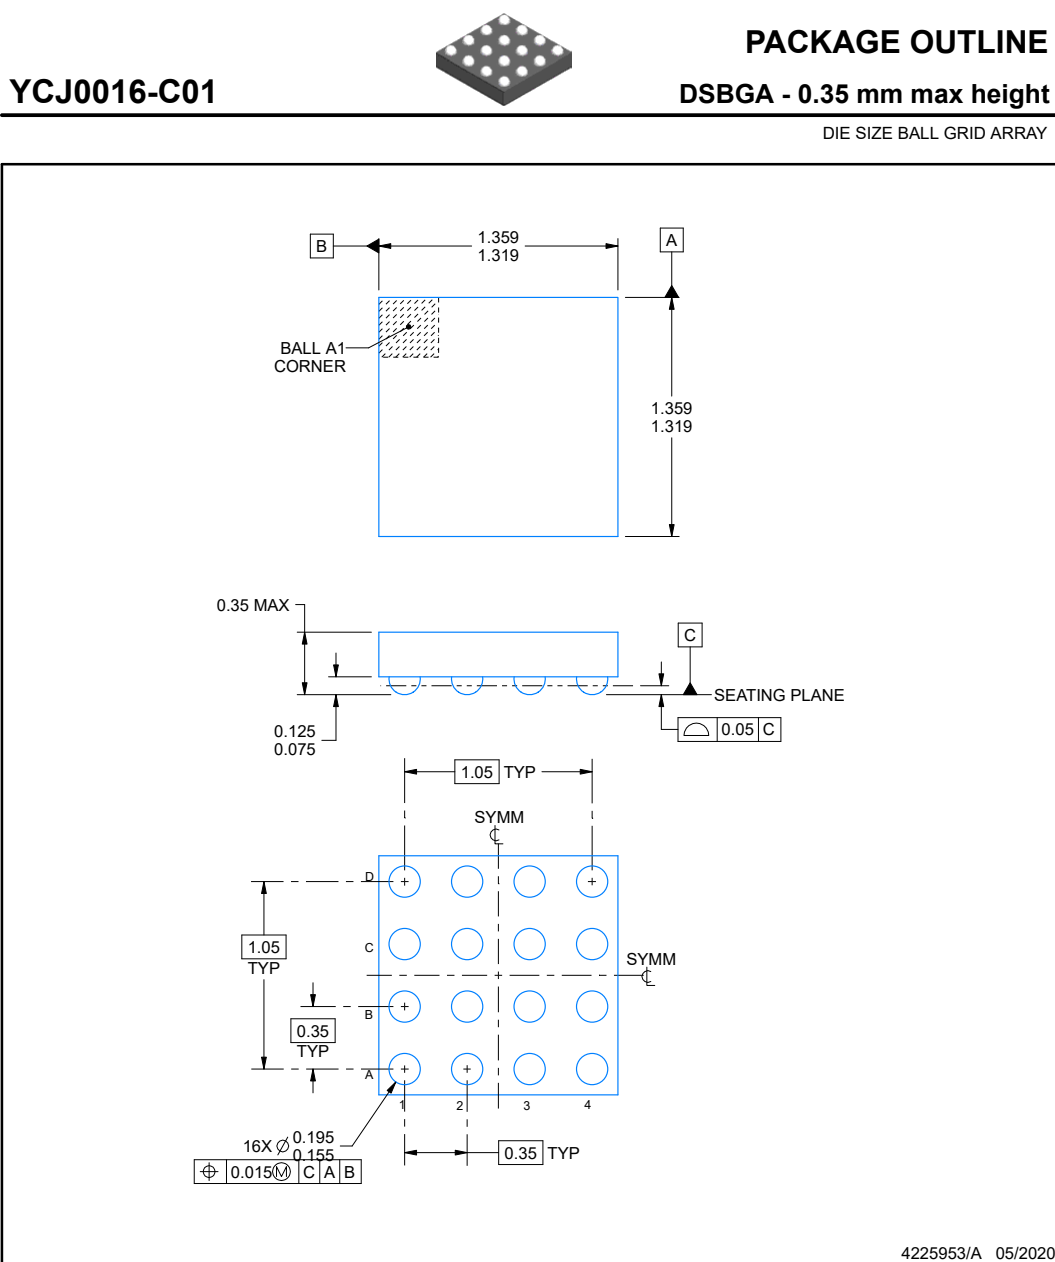 YCJ0016-C01
PACKAGE OUTLINE
DSBGA - 0.35 mm max height
DIE SIZE BALL GRID ARRAY
B
1.359
1.319
A
BALL A1
CORNER
1.359
1.319
0.35 MAX
C
SEATING PLANE
0.05 C
0.125
0.075
1.05 TYP
SYMM
D
C
B
A
1.05
TYP
SYMM
0.35
TYP
1 2 3 4
16X ⌀ 0.195
0.155
⌖ 0.015Ⓜ C A B
0.35 TYP
4225953/A 05/2020